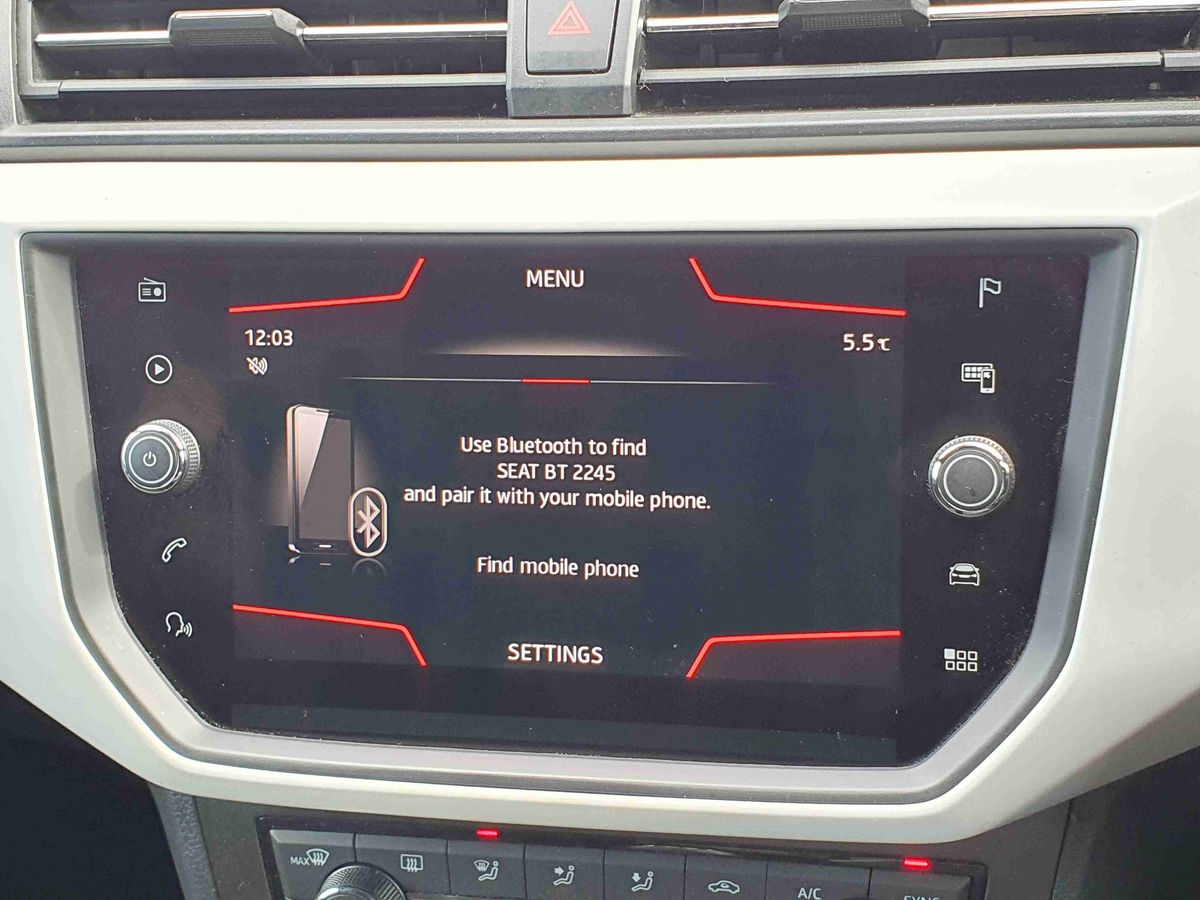 MENU
12:03
5.5℃
Use Bluetooth to find
SEAT BT 2245
and pair it with your mobile phone.
Find mobile phone
SETTINGS
MAX
A/C
SYNC